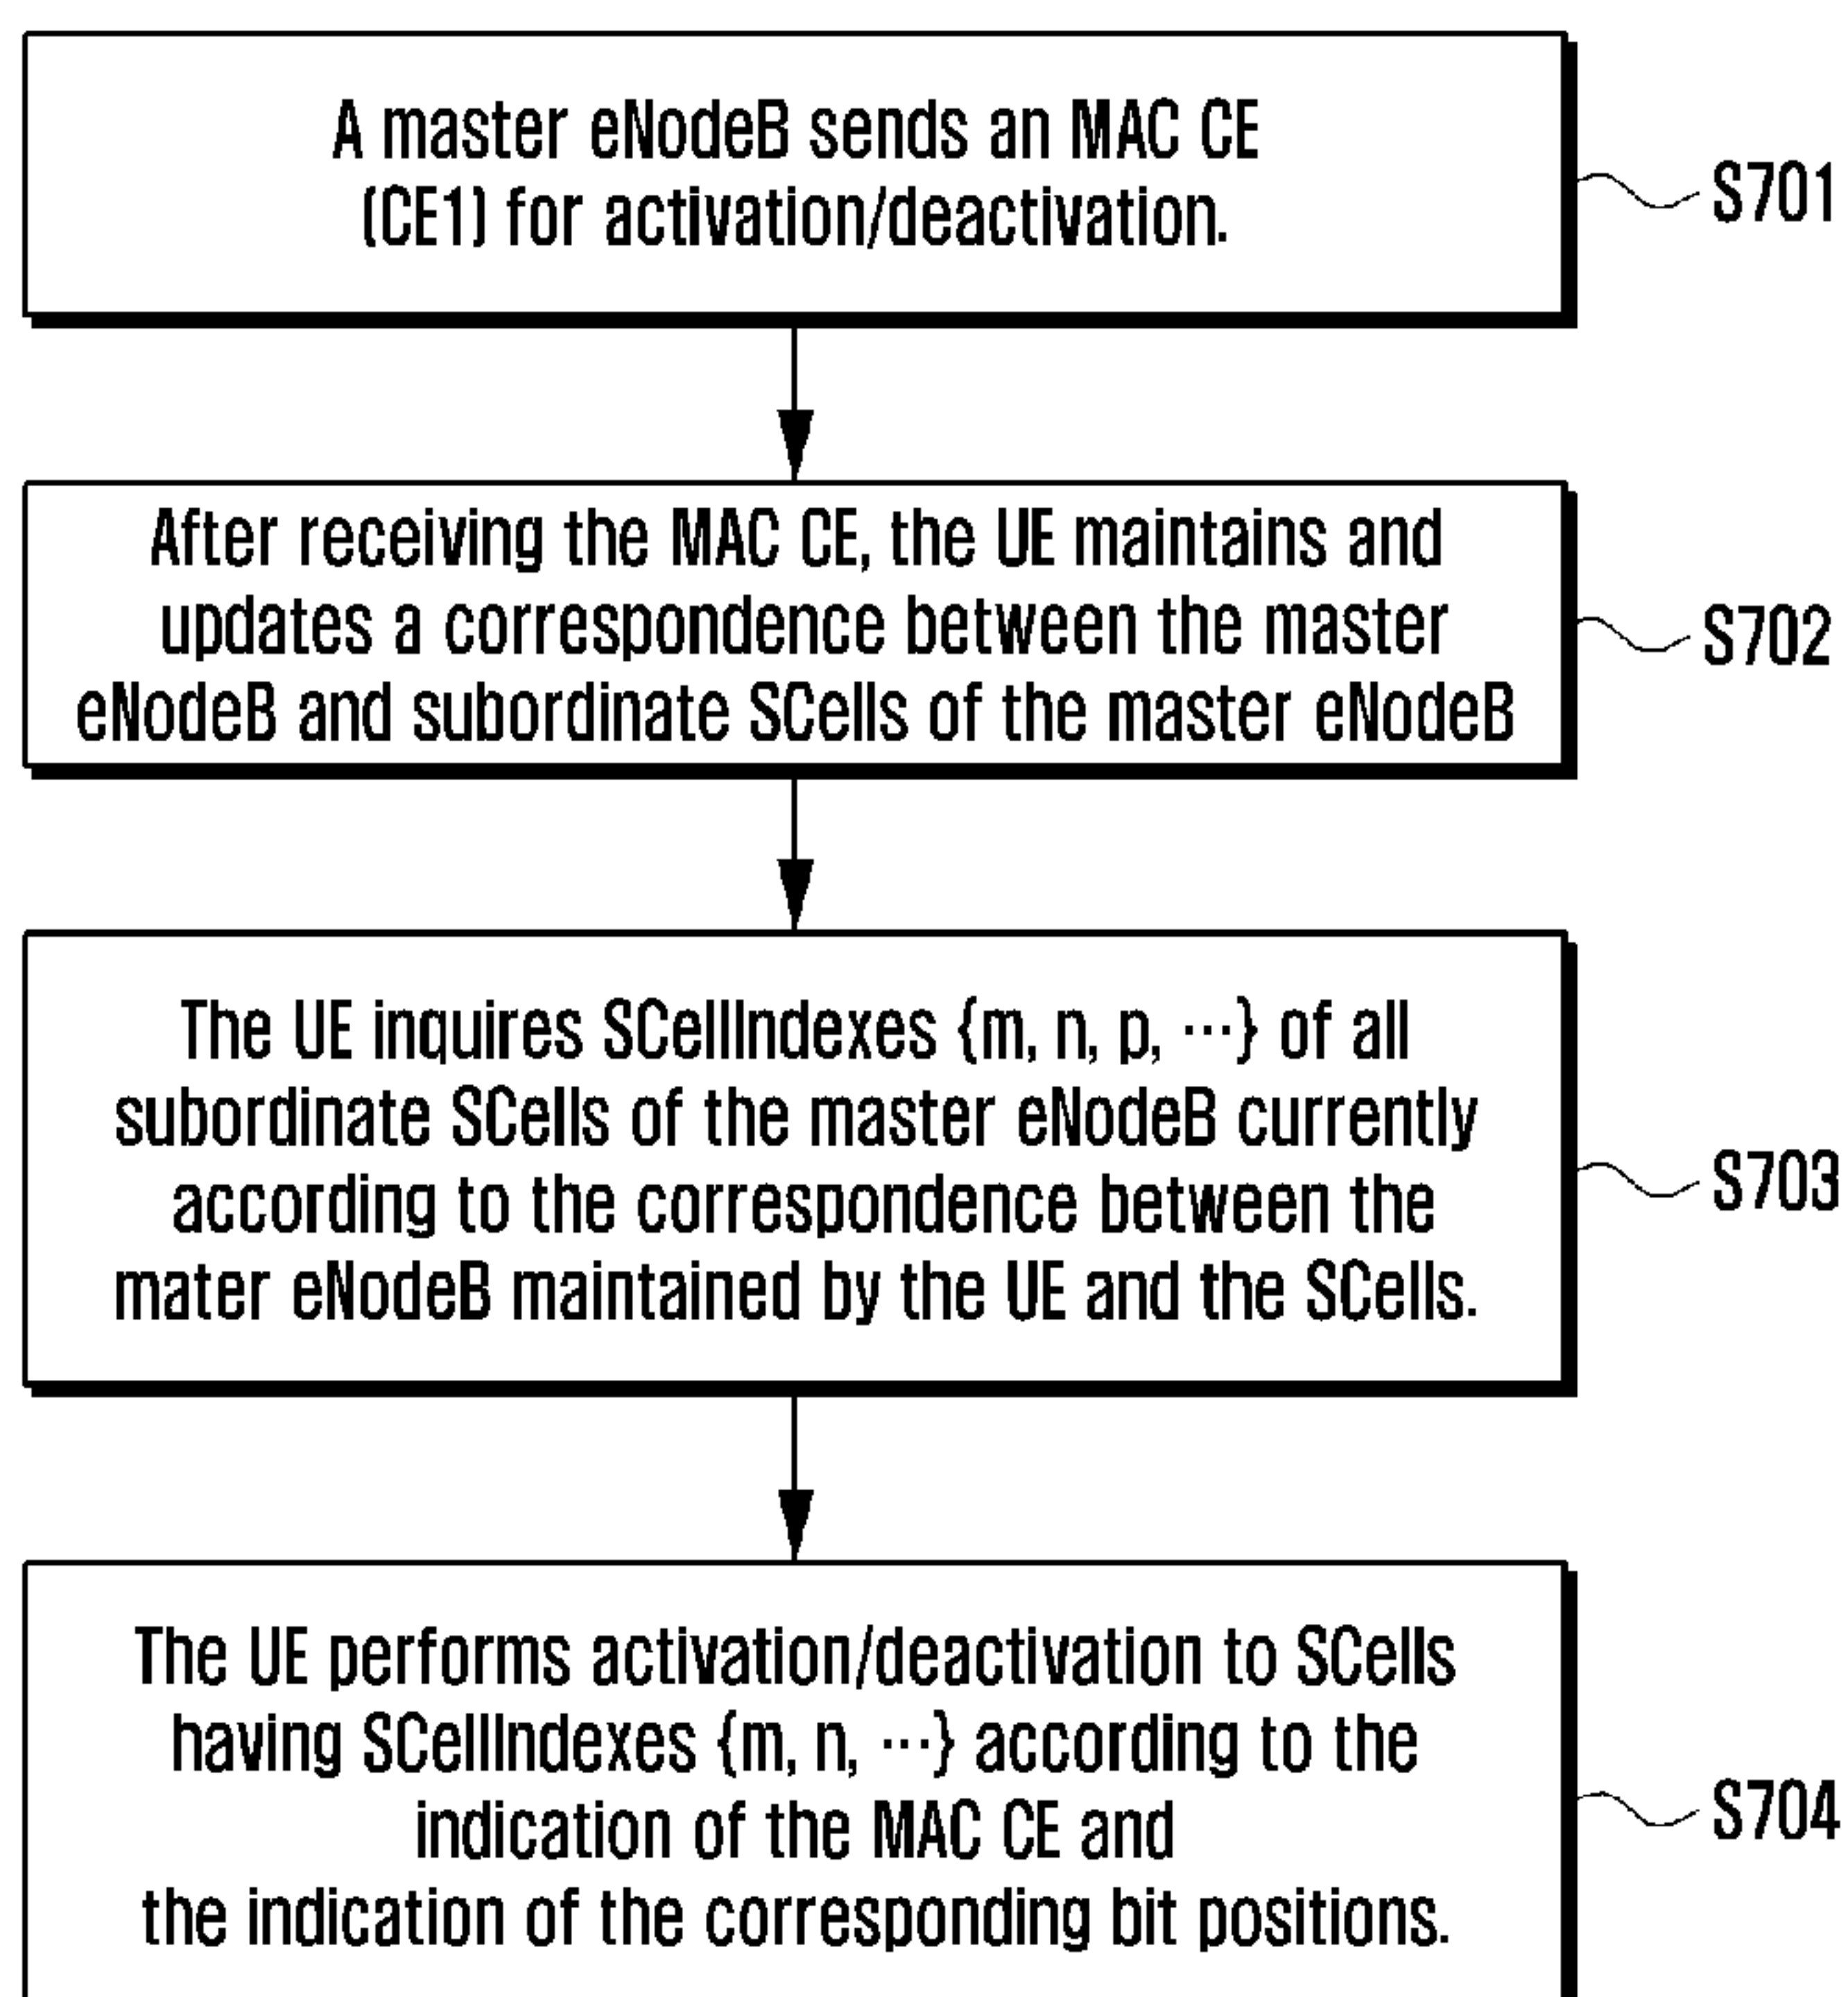 A master eNodeB sends an MAC CE
(CE1) for activation/deactivation.
S701
After receiving the MAC CE, the UE maintains and
updates a correspondence between the master
eNodeB and subordinate SCells of the master eNodeB
S702
The UE inquires SCellIndexes {m, n, p, ···} of all
subordinate SCells of the master eNodeB currently
according to the correspondence between the
mater eNodeB maintained by the UE and the SCells.
S703
The UE performs activation/deactivation to SCells
having SCellIndexes {m, n, ···} according to the
indication of the MAC CE and
the indication of the corresponding bit positions.
S704